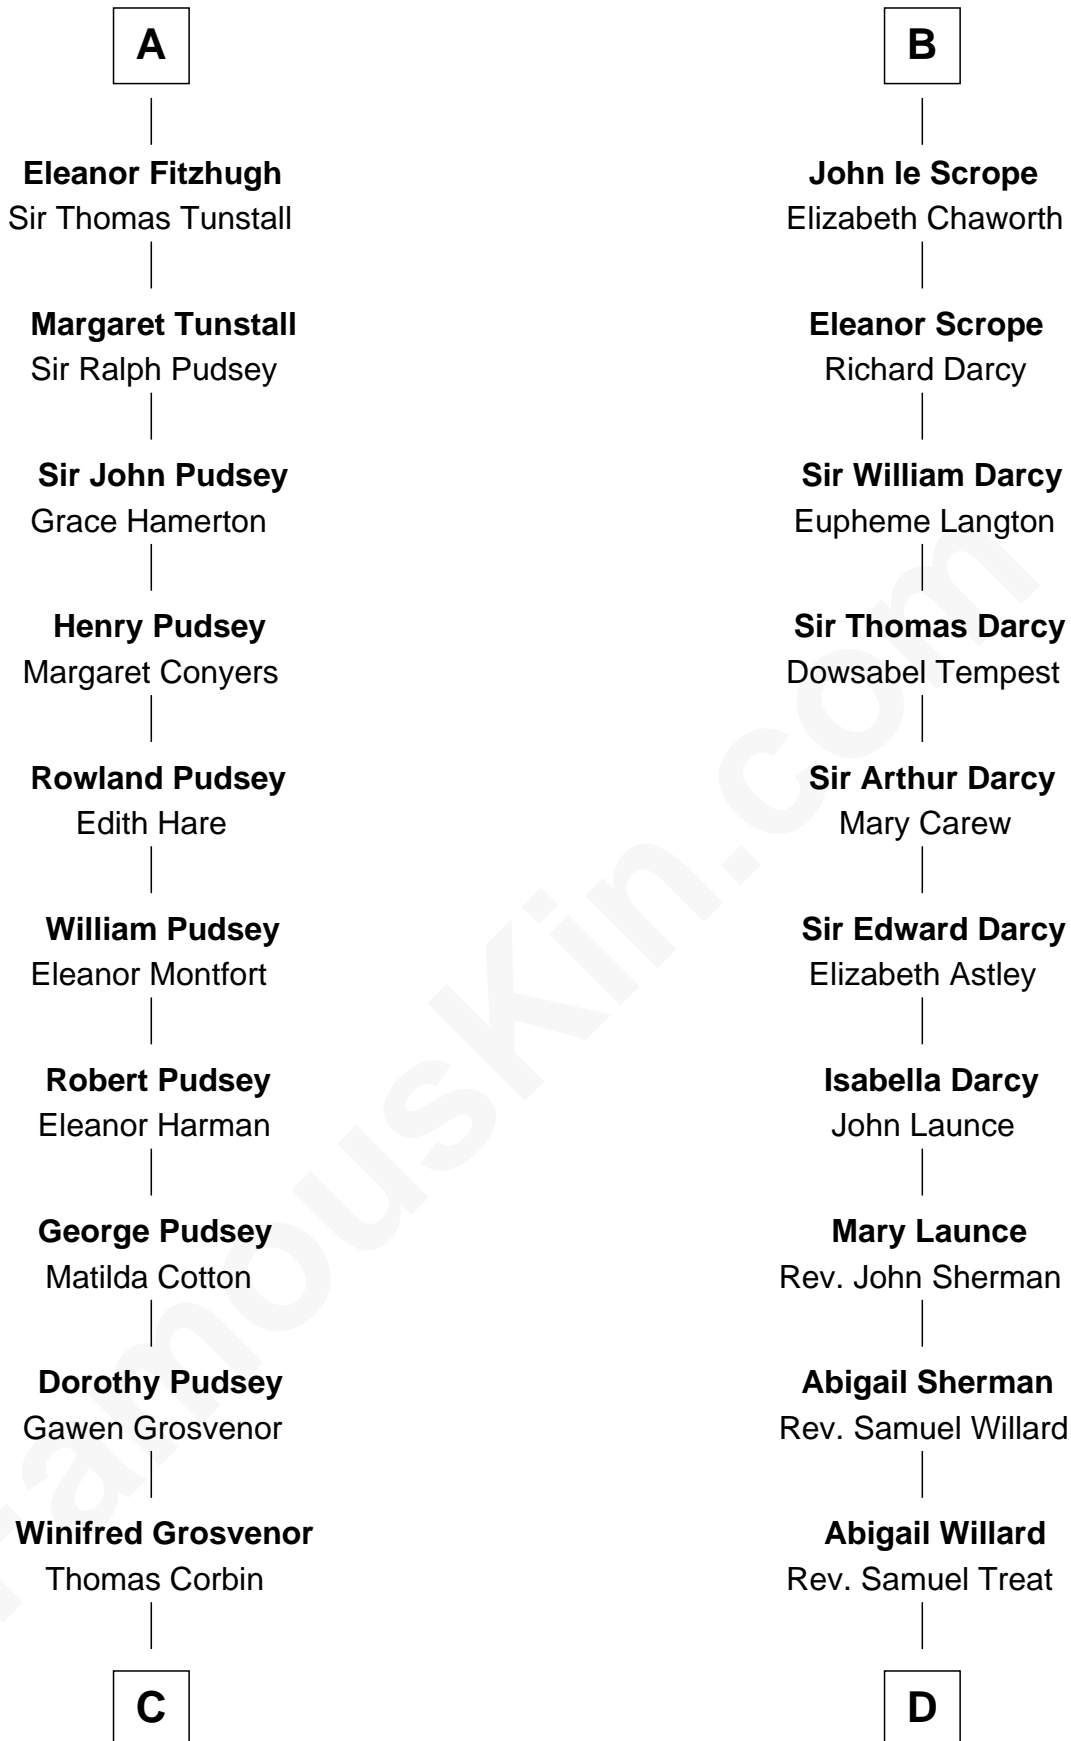 A
Eleanor Fitzhugh
Sir Thomas Tunstall
Margaret Tunstall
Sir Ralph Pudsey
Sir John Pudsey
Grace Hamerton
Henry Pudsey
Margaret Conyers
Rowland Pudsey
Edith Hare
William Pudsey
Eleanor Montfort
Robert Pudsey
Eleanor Harman
George Pudsey
Matilda Cotton
Dorothy Pudsey
Gawen Grosvenor
Winifred Grosvenor
Thomas Corbin
C
B
John le Scrope
Elizabeth Chaworth
Eleanor Scrope
Richard Darcy
Sir William Darcy
Eupheme Langton
Sir Thomas Darcy
Dowsabel Tempest
Sir Arthur Darcy
Mary Carew
Sir Edward Darcy
Elizabeth Astley
Isabella Darcy
John Launce
Mary Launce
Rev. John Sherman
Abigail Sherman
Rev. Samuel Willard
Abigail Willard
Rev. Samuel Treat
D
FamousKin.com